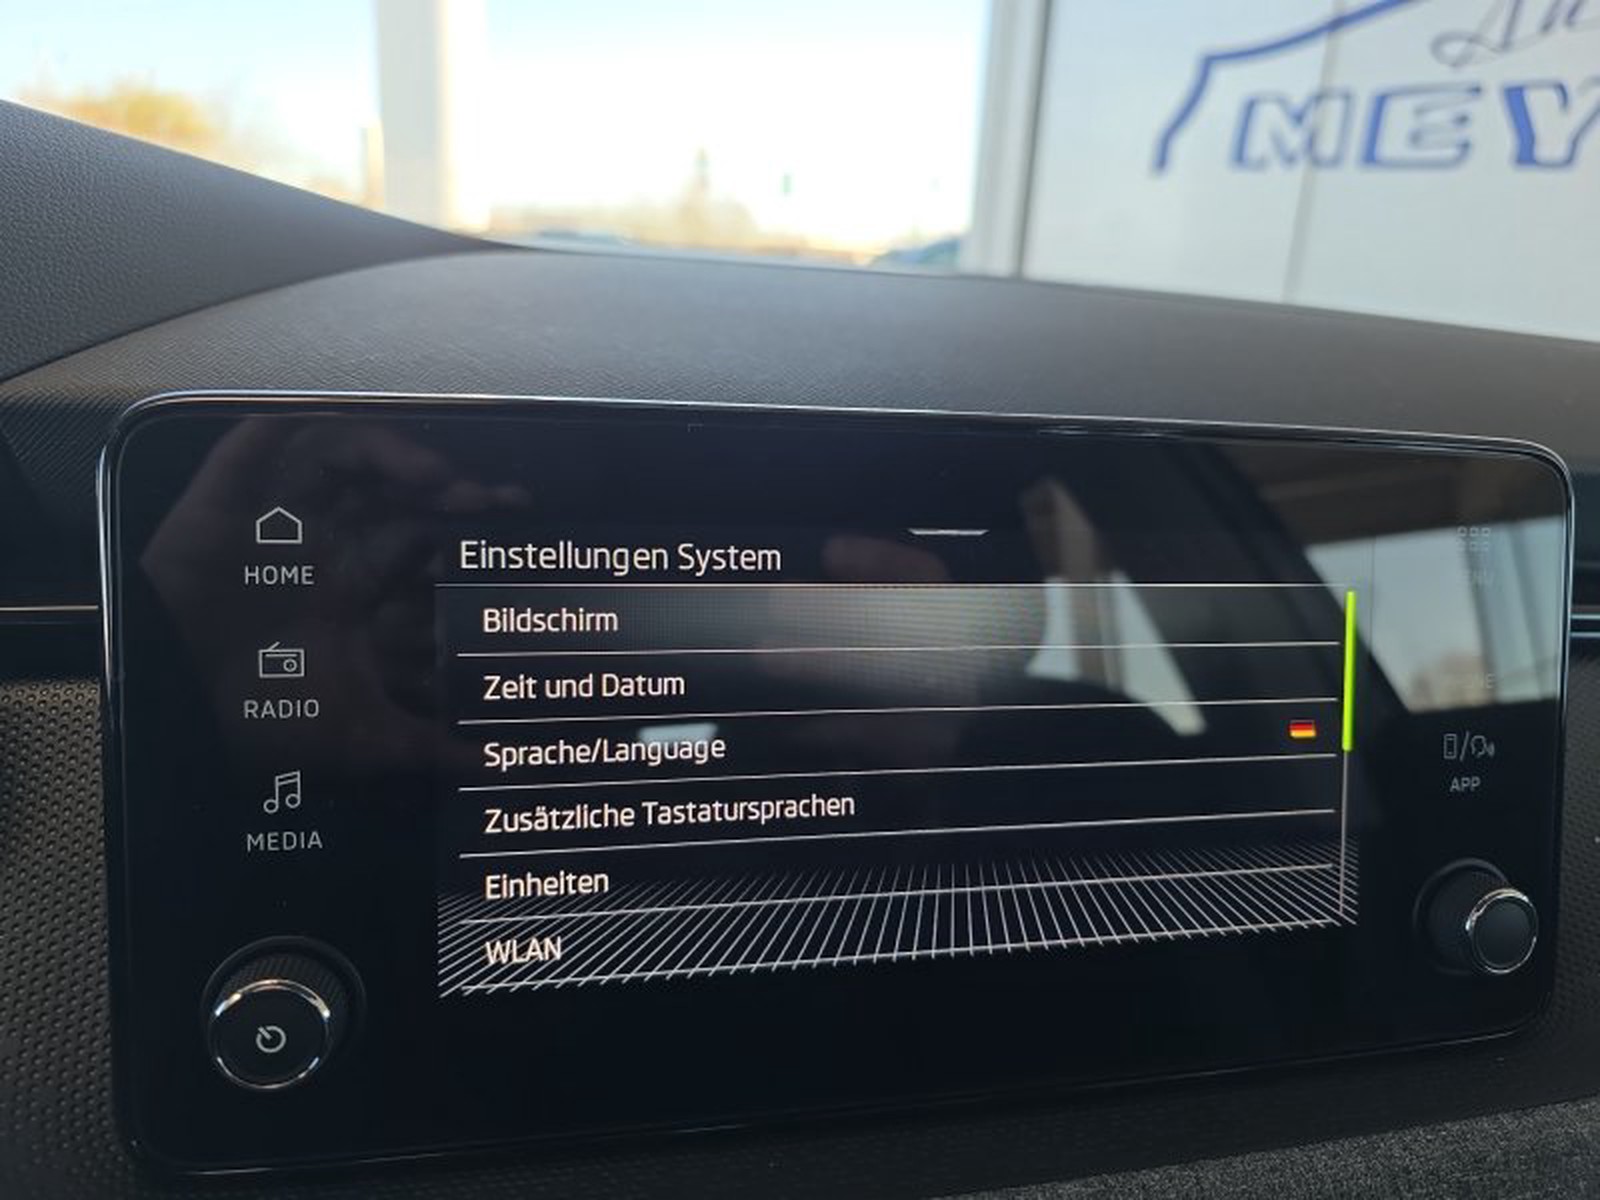 MEY
HOME
RADIO
MEDIA
Einstellungen System
Bildschirm
Zeit und Datum
Sprache/Language
Zusätzliche Tastatursprachen
Einheiten
WLAN
APP